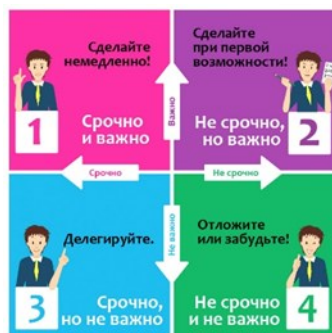 Сделайте
немедленно!
1
Срочно
и важно
Сделайте
при первой
возможности!
Не срочно,
но важно
2
Важно
Срочно
Не срочно
Не важно
Делегируйте.
3
Срочно,
но не важно
Отложите
или забудьте!
Не срочно
и не важно
4